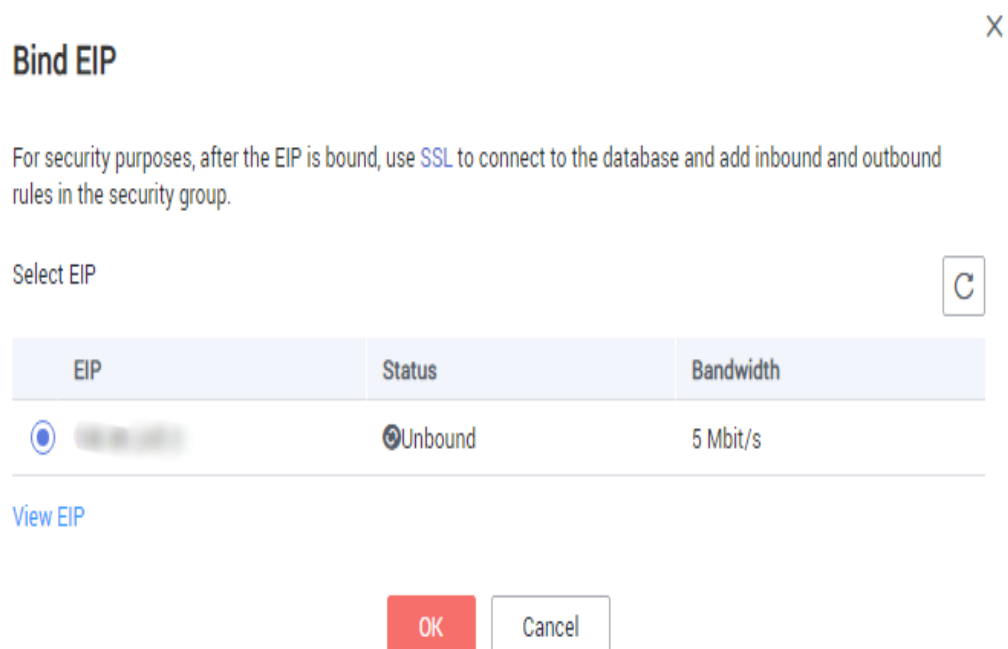 X
Bind EIP
For security purposes, after the EIP is bound, use SSL to connect to the database and add inbound and outbound
rules in the security group.
Select EIP
EIP Status Bandwidth
Unbound 5 Mbit/s
View EIP
OK Cancel